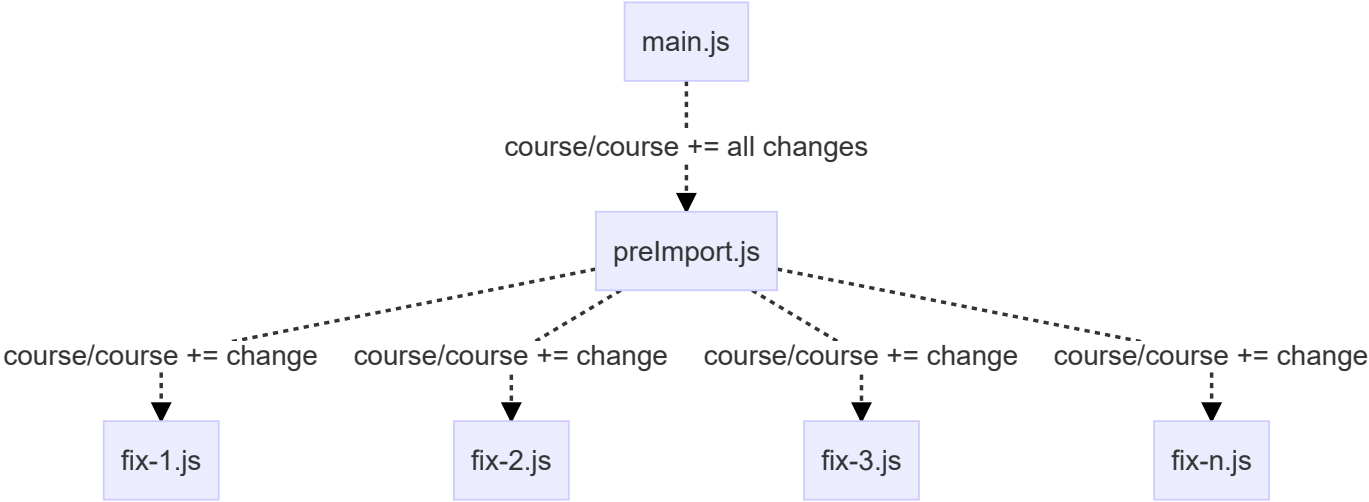 main.js
course/course += all changes
preImport.js
course/course += change
course/course += change
course/course += change
course/course += change
fix-1.js
fix-2.js
fix-3.js
fix-n.js